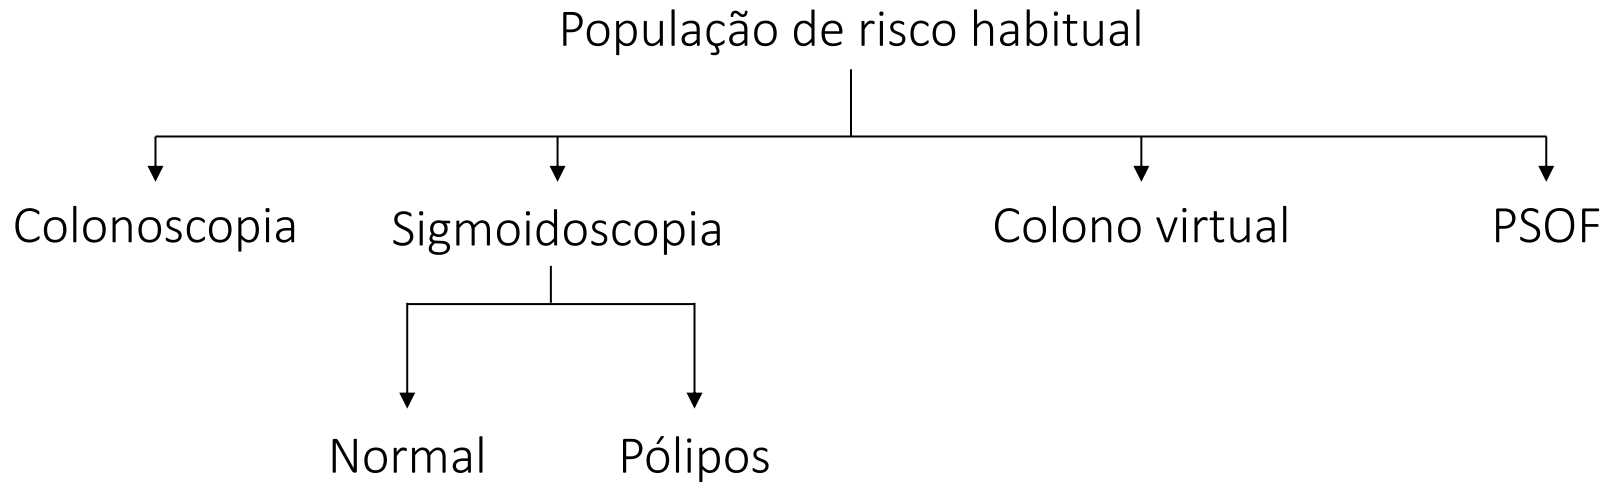 População de risco habitual
Colonoscopia
Sigmoidoscopia
Colono virtual
PSOF
Normal
Pólipos